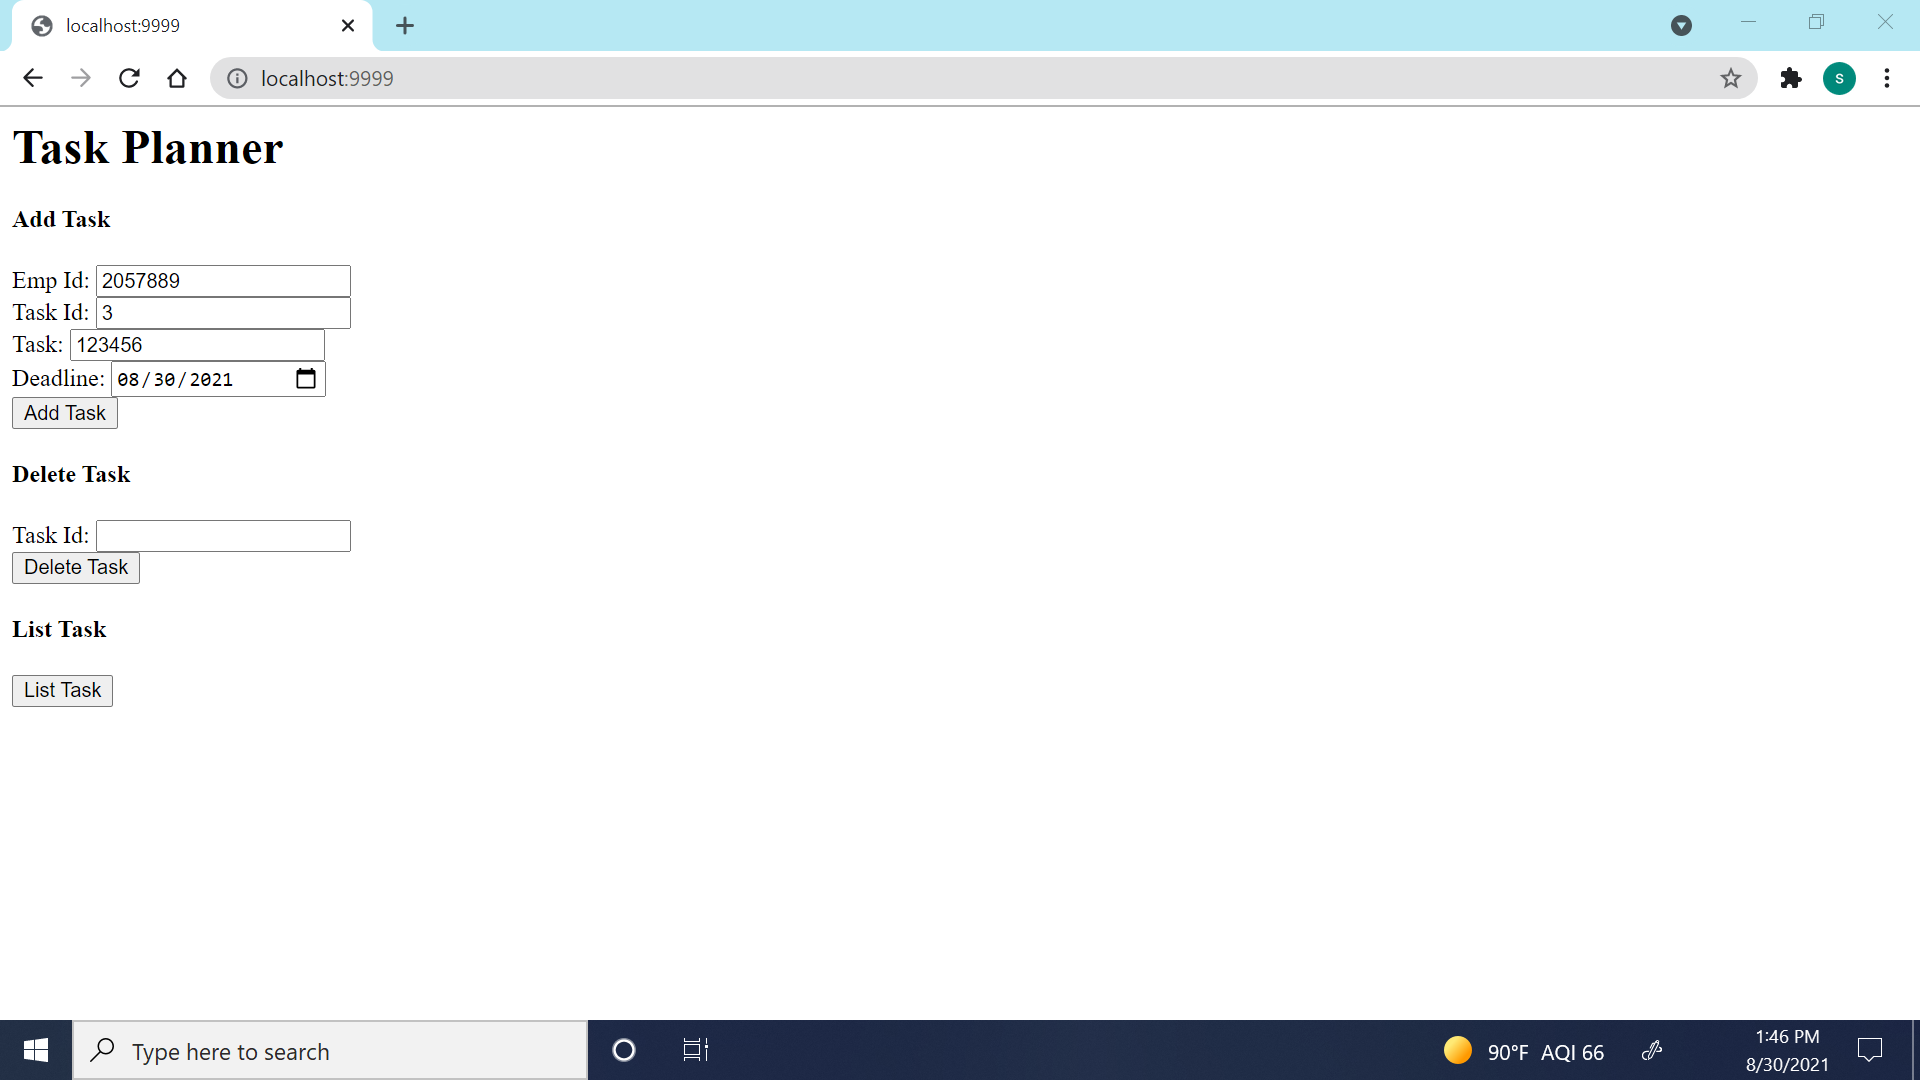 localhost:9999
localhost:9999
S
Task Planner
Add Task
Emp Id: 2057889
Task Id: 3
Task: 123456
Deadline: 08/30/2021
Add Task
Delete Task
Task Id:
Delete Task
List Task
List Task
Type here to search
90°F AQI 66
1:46 PM
8/30/2021